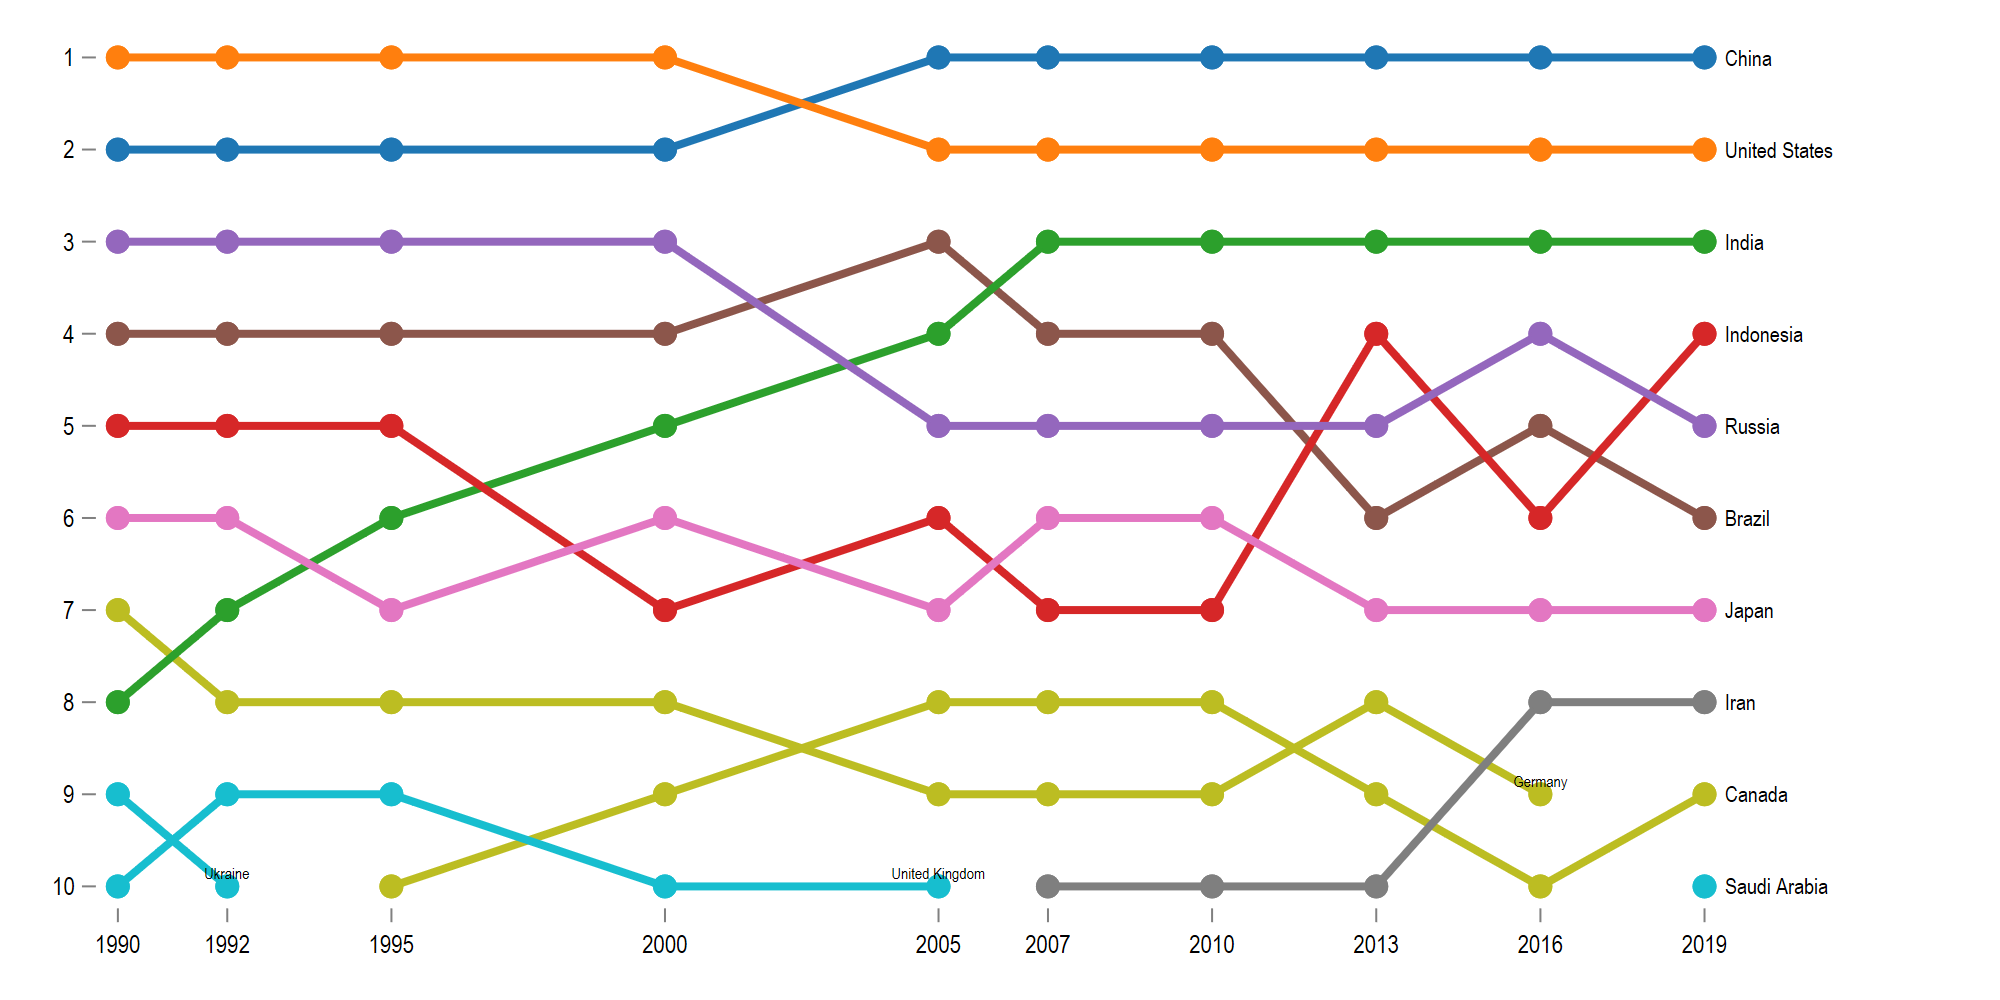 1
China
2
United States
3
India
4
Indonesia
5
Russia
6
Brazil
7
Japan
8
Iran
Germany
9
Canada
Ukraine
United Kingdom
10
Saudi Arabia
1990 1992 1995 2000 2005 2007 2010 2013 2016 2019